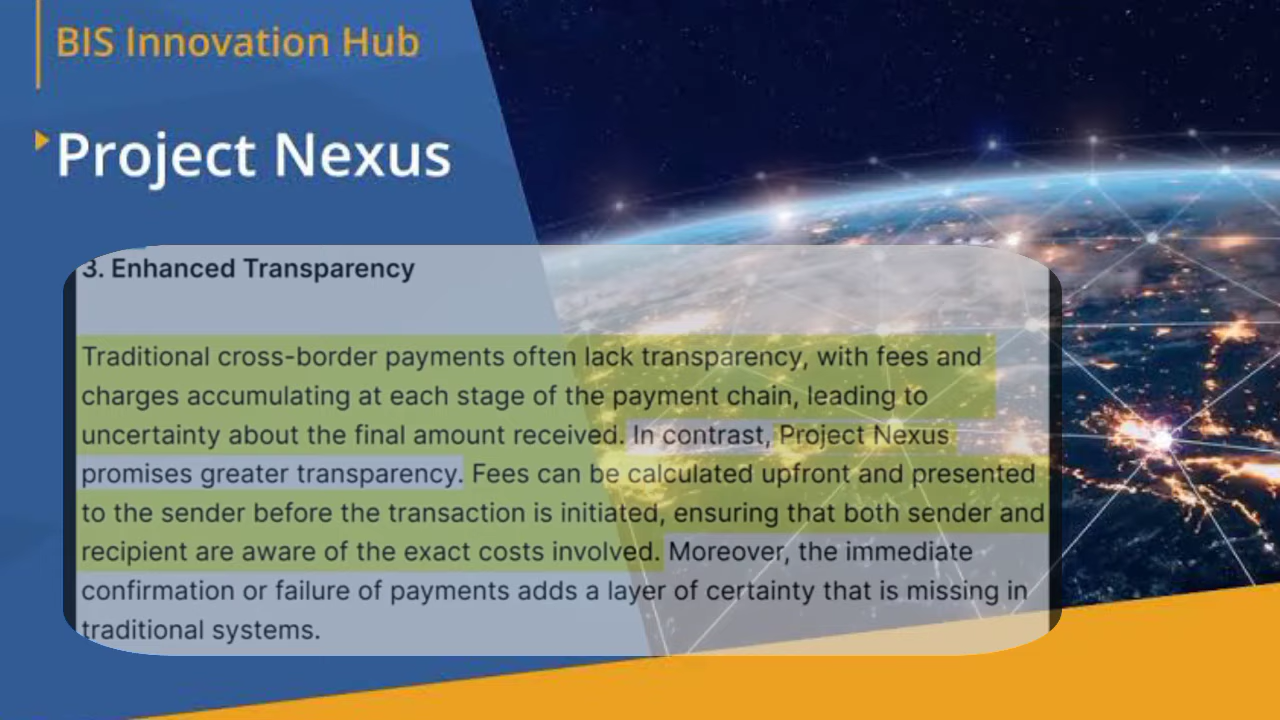 BIS Innovation Hub
Project Nexus
3. Enhanced Transparency
Traditional cross-border payments often lack transparency, with fees and
charges accumulating at each stage of the payment chain, leading to
uncertainty about the final amount received. In contrast, Project Nexus
promises greater transparency. Fees can be calculated upfront and presented
to the sender before the transaction is initiated, ensuring that both sender and
recipient are aware of the exact costs involved. Moreover, the immediate
confirmation or failure of payments adds a layer of certainty that is missing in
traditional systems.